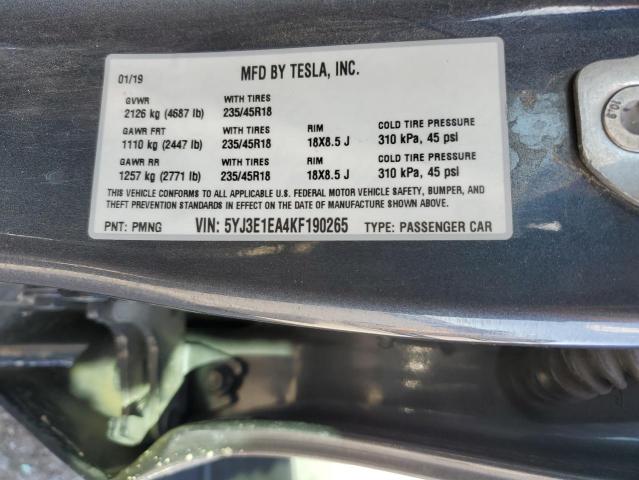 01/19 MFD BY TESLA, INC.
GVWR WITH TIRES
2126 kg (4687 lb) 235/45R18
GAWR FRT WITH TIRES RIM COLD TIRE PRESSURE
1110 kg (2447 lb) 235/45R18 18X8.5 J 310 kPa, 45 psi
GAWR RR WITH TIRES RIM COLD TIRE PRESSURE
1257 kg (2771 lb) 235/45R18 18X8.5 J 310 kPa, 45 psi
THIS VEHICLE CONFORMS TO ALL APPLICABLE U.S. FEDERAL MOTOR VEHICLE SAFETY, BUMPER, AND
THEFT PREVENTION STANDARDS IN EFFECT ON THE DATE OF MANUFACTURE SHOWN ABOVE.
PNT: PMNG VIN: 5YJ3E1EA4KF190265 TYPE: PASSENGER CAR
10.9